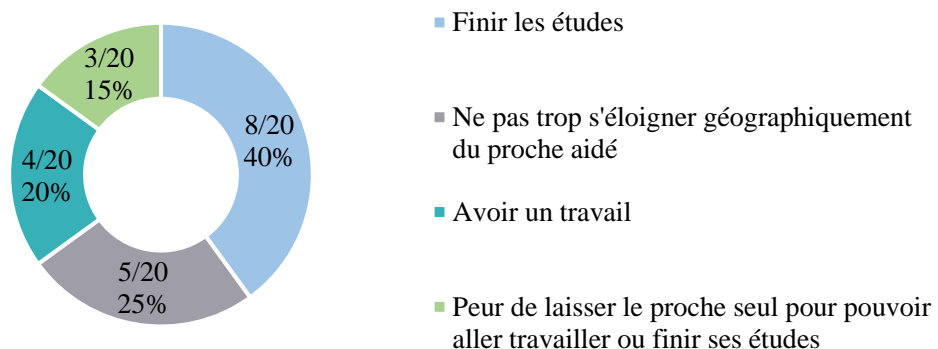 3/20
15%
8/20
40%
4/20
20%
5/20
25%
Finir les études
Ne pas trop s'éloigner géographiquement
du proche aidé
Avoir un travail
Peur de laisser le proche seul pour pouvoir
aller travailler ou finir ses études